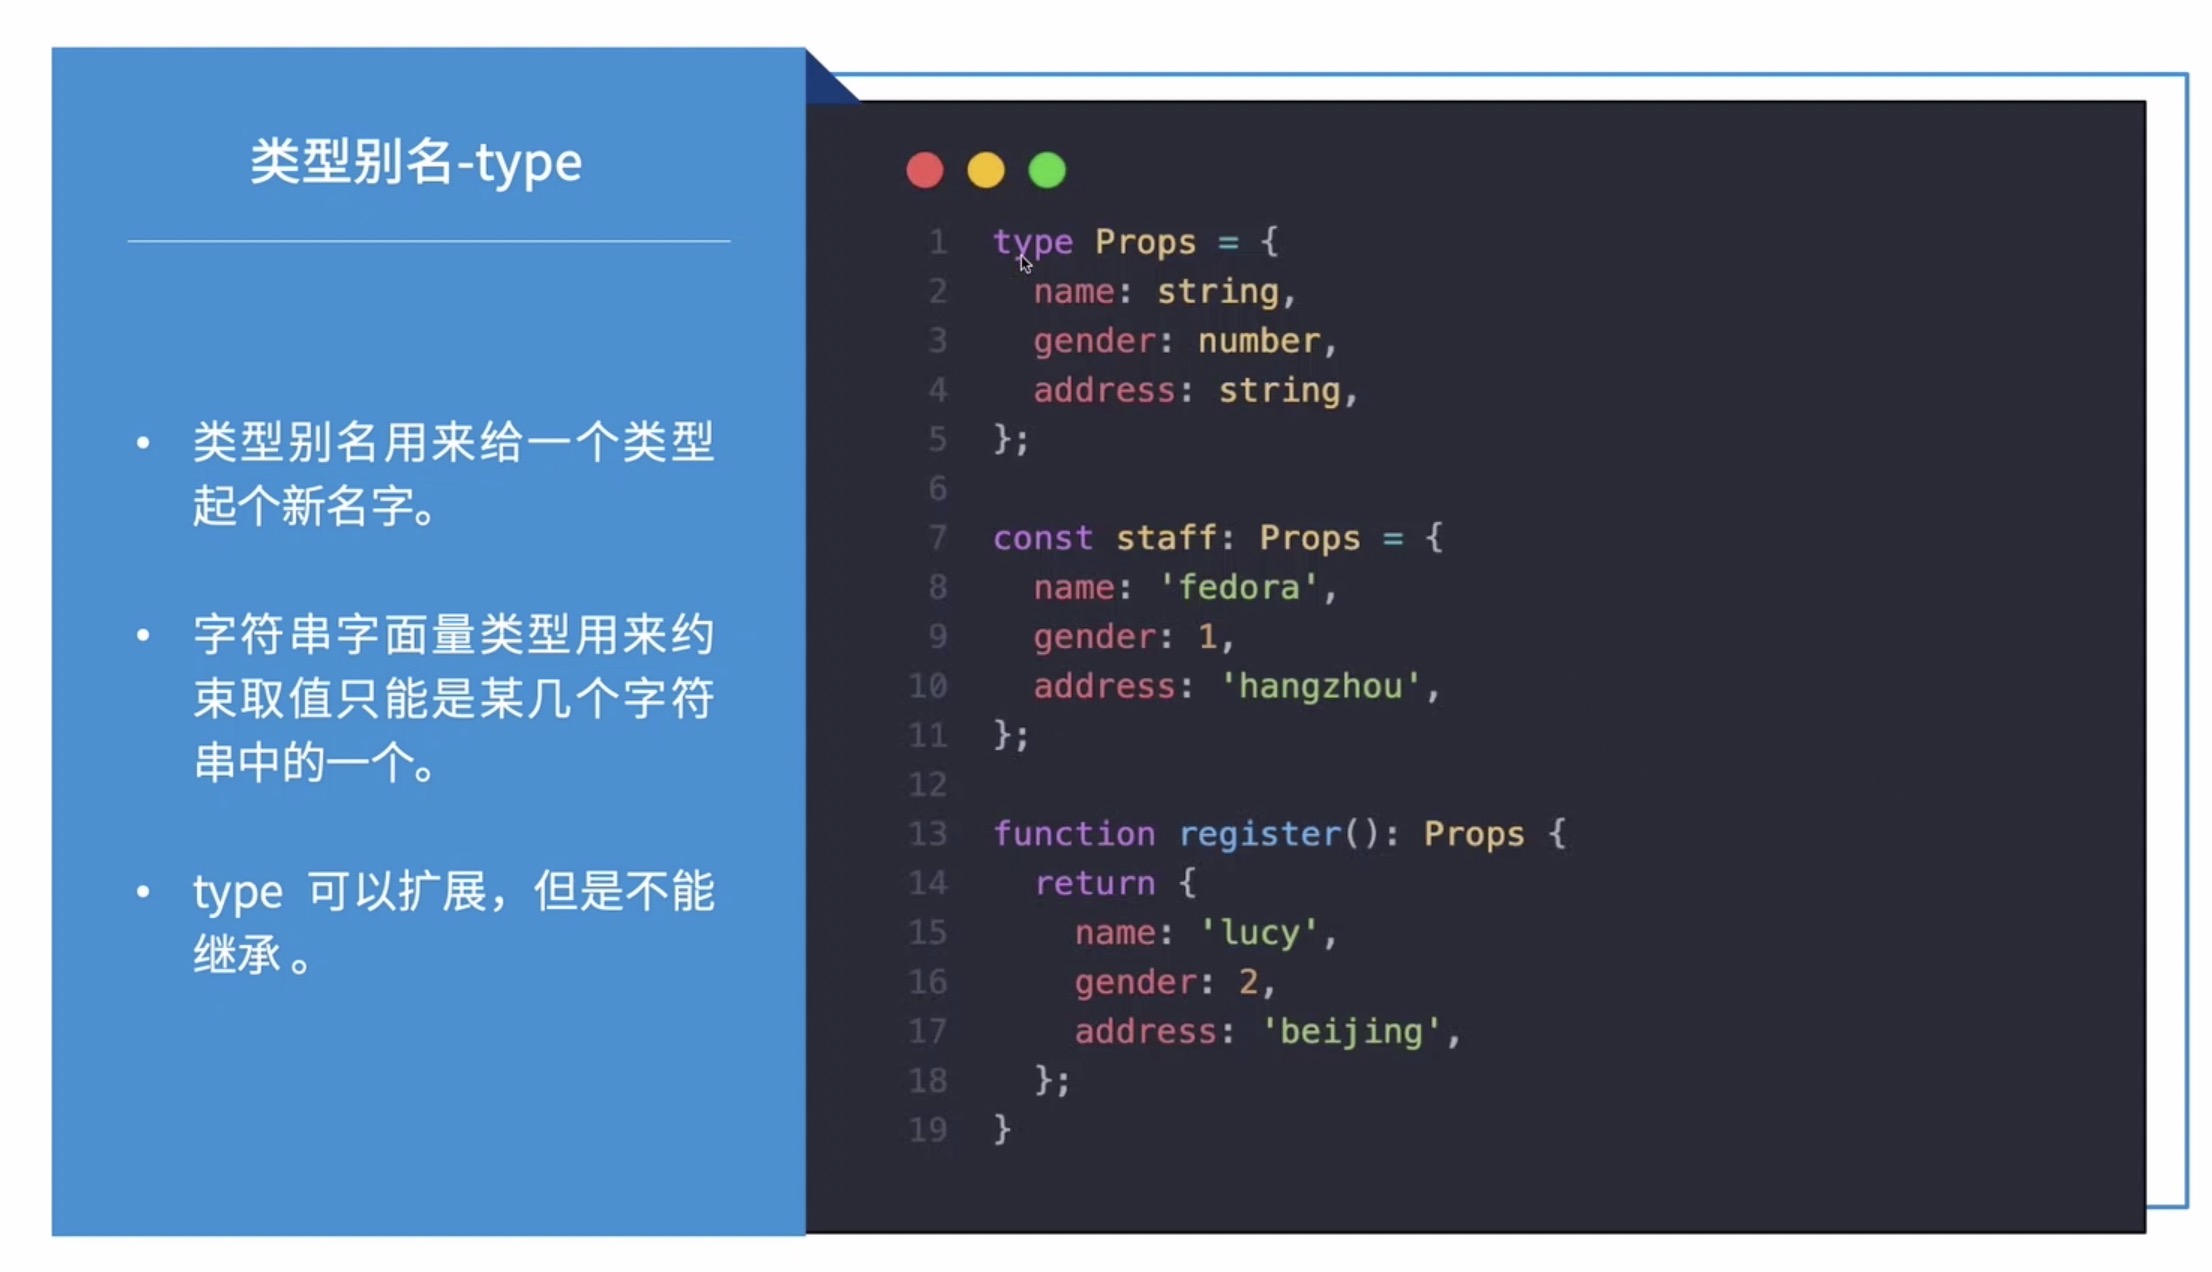 类型别名-type
• 类型别名用来给一个类型
起个新名字。
• 字符串字面量类型用来约
束取值只能是某几个字符
串中的一个。
• type 可以扩展，但是不能
继承 。
1 type Props = {
2   name: string,
3   gender: number,
4   address: string,
5 };
6
7 const staff: Props = {
8   name: 'fedora',
9   gender: 1,
10   address: 'hangzhou',
11 };
12
13 function register(): Props {
14   return {
15     name: 'lucy',
16     gender: 2,
17     address: 'beijing',
18   };
19 }